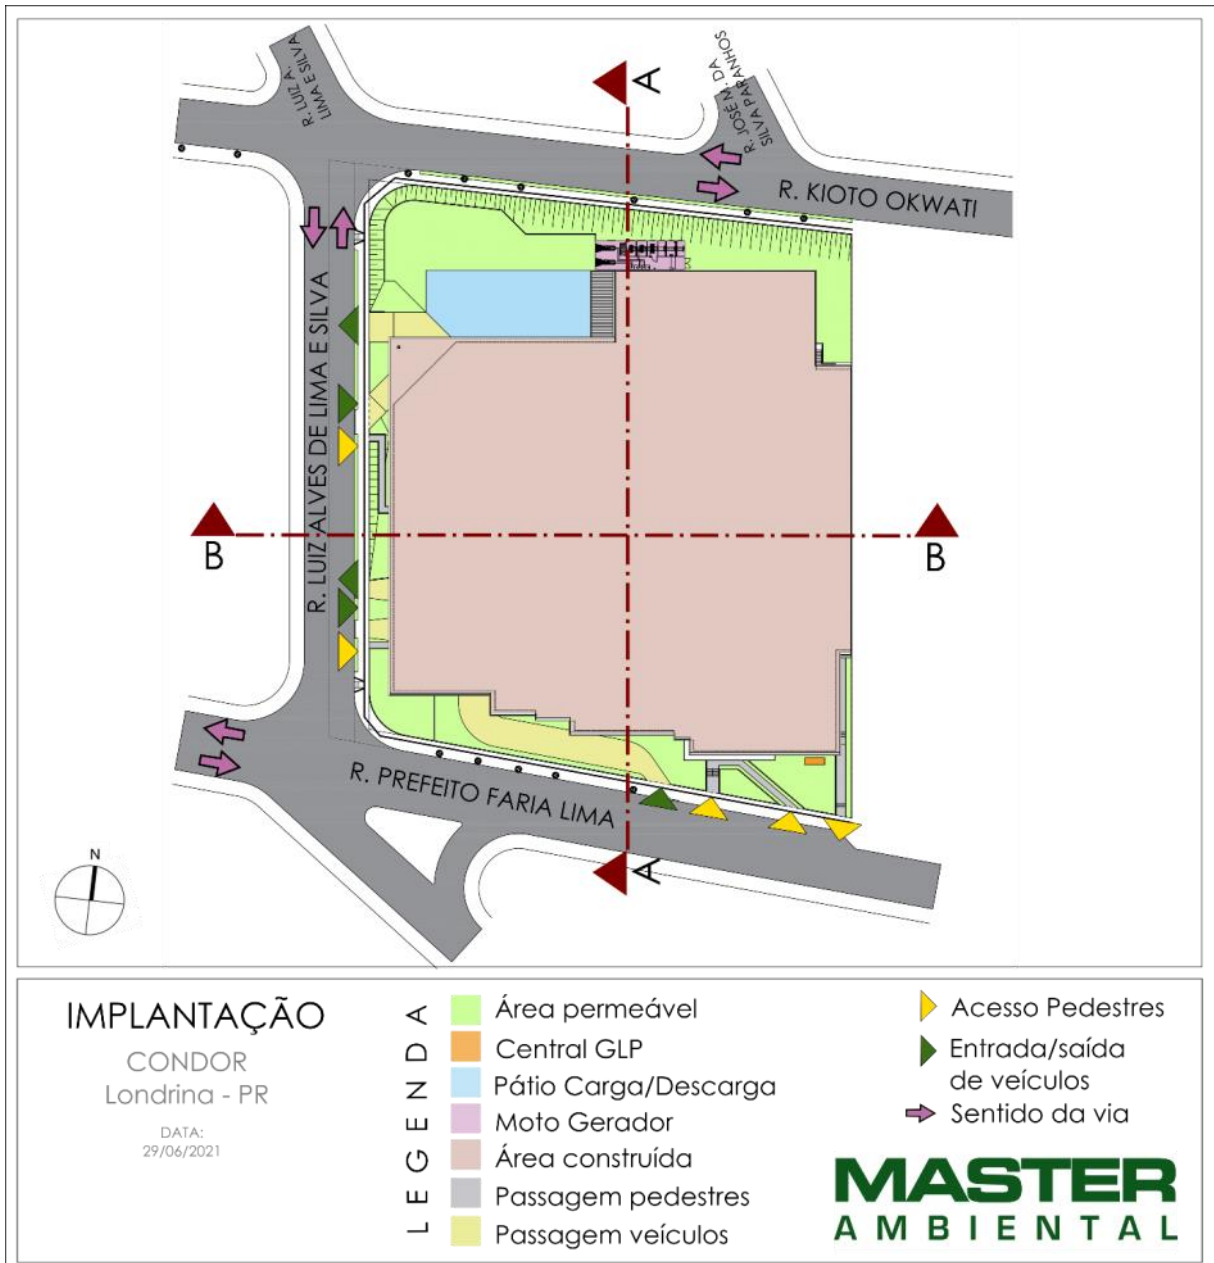 R. LUIZ A.
LIMA E SILVA
A
R. JOSÉ M. DA
SILVA PARANHOS
R. KIOTO OKWATI
R. LUIZ ALVES DE LIMA E SILVA
B
B
R. PREFEITO FARIA LIMA
A
N
IMPLANTAÇÃO
CONDOR
Londrina - PR
DATA:
29/06/2021
LEGENDA
Área permeável
Central GLP
Pátio Carga/Descarga
Moto Gerador
Área construída
Passagem pedestres
Passagem veículos
Acesso Pedestres
Entrada/saída
de veículos
Sentido da via
MASTER
AMBIENTAL